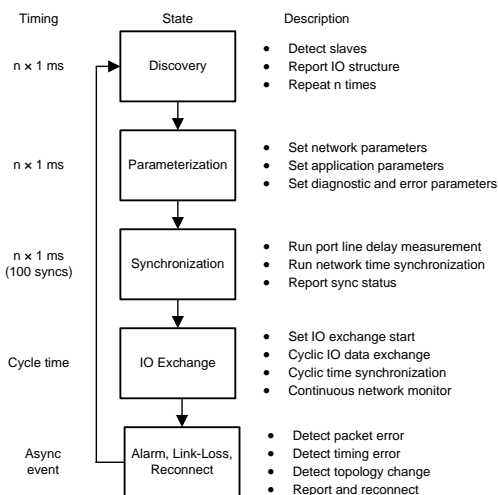 Timing State Description
n × 1 ms
Discovery
• Detect slaves
• Report IO structure
• Repeat n times
n × 1 ms
Parameterization
• Set network parameters
• Set application parameters
• Set diagnostic and error parameters
n × 1 ms
(100 syncs)
Synchronization
• Run port line delay measurement
• Run network time synchronization
• Report sync status
Cycle time
IO Exchange
• Set IO exchange start
• Cyclic IO data exchange
• Cyclic time synchronization
• Continuous network monitor
Async
event
Alarm, Link-Loss,
Reconnect
• Detect packet error
• Detect timing error
• Detect topology change
• Report and reconnect